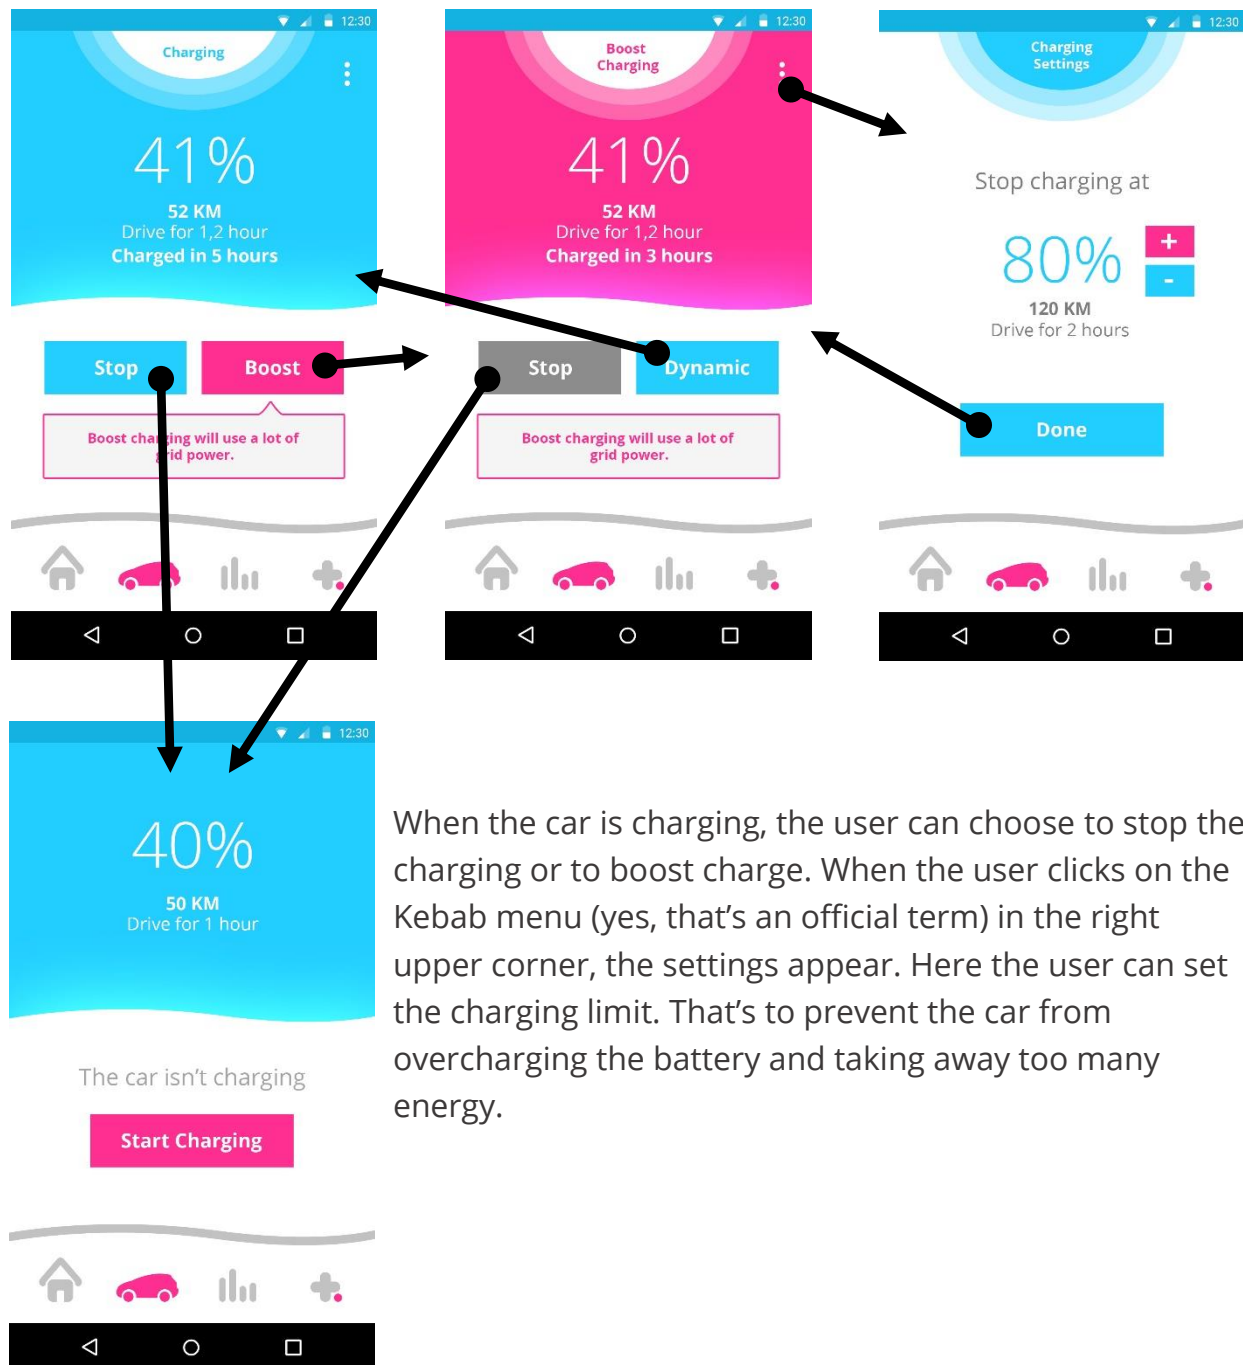 12:30
Charging
41%
52 KM
Drive for 1,2 hour
Charged in 5 hours
Stop
Boost
Boost charging will use a lot of
grid power.
12:30
Boost
Charging
41%
52 KM
Drive for 1,2 hour
Charged in 3 hours
Stop
Dynamic
Boost charging will use a lot of
grid power.
12:30
Charging
Settings
Stop charging at
80%
+
-
120 KM
Drive for 2 hours
Done
12:30
40%
50 KM
Drive for 1 hour
The car isn't charging
Start Charging
When the car is charging, the user can choose to stop the
charging or to boost charge. When the user clicks on the
Kebab menu (yes, that’s an official term) in the right
upper corner, the settings appear. Here the user can set
the charging limit. That’s to prevent the car from
overcharging the battery and taking away too many
energy.